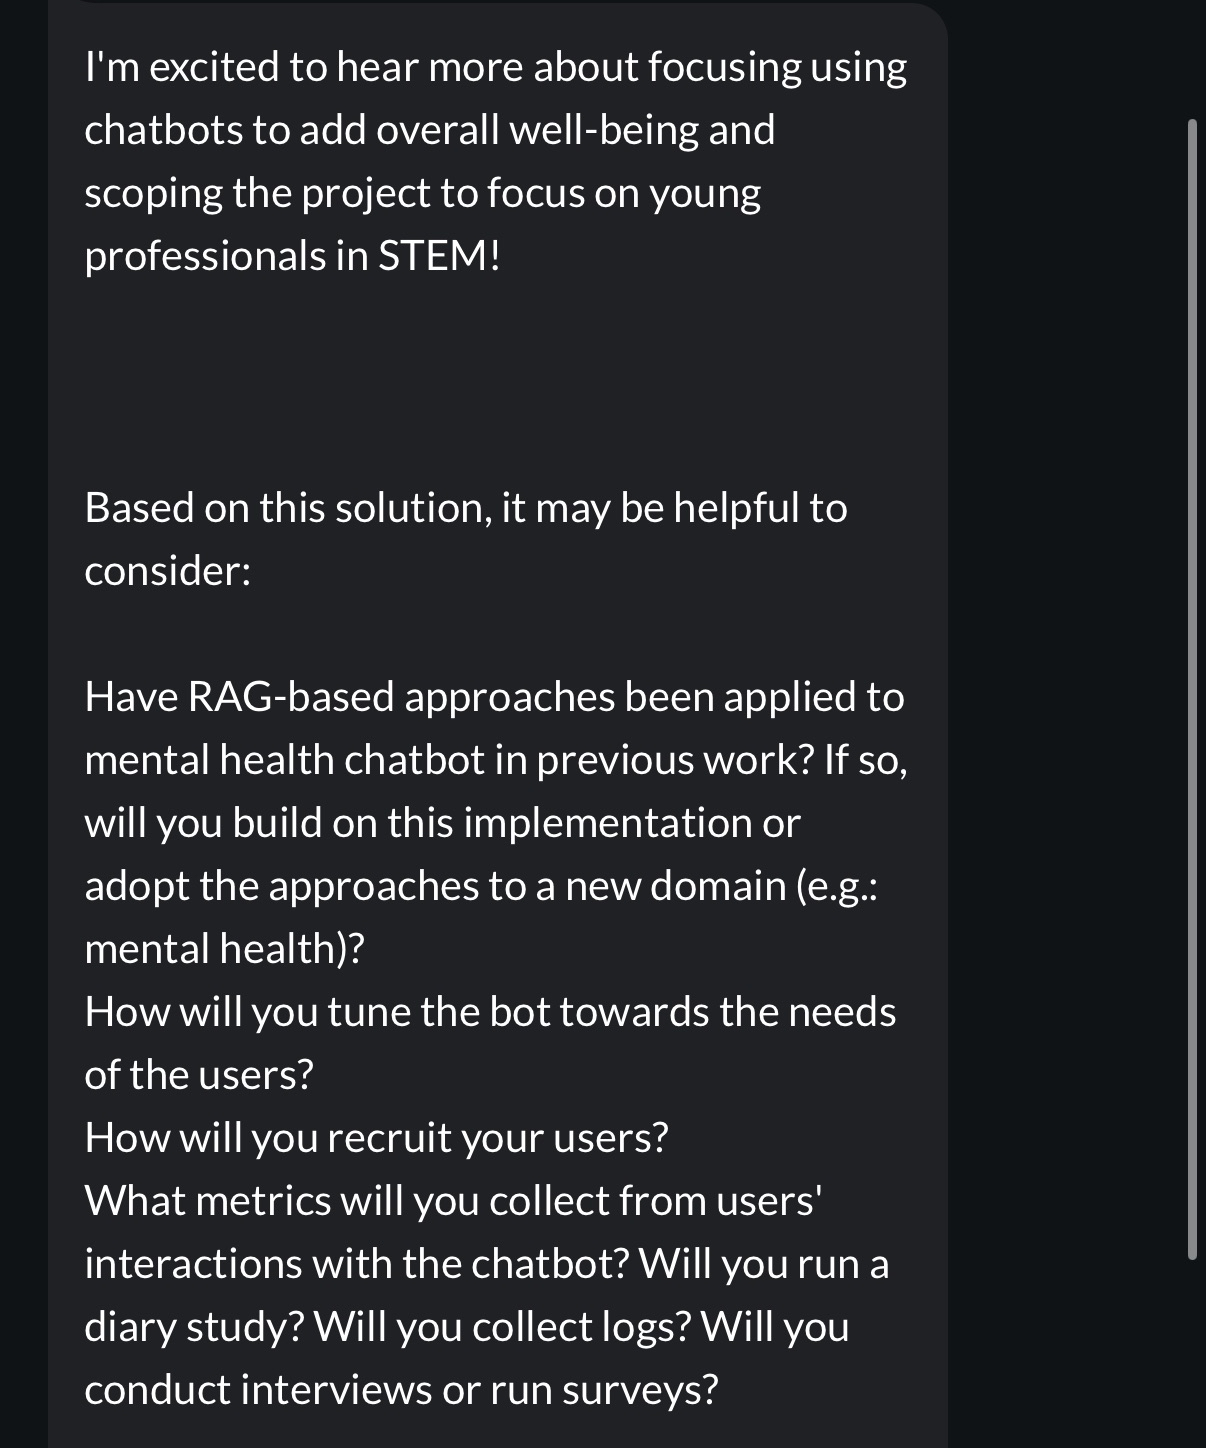 I'm excited to hear more about focusing using
chatbots to add overall well-being and
scoping the project to focus on young
professionals in STEM!
Based on this solution, it may be helpful to
consider:
Have RAG-based approaches been applied to
mental health chatbot in previous work? If so,
will you build on this implementation or
adopt the approaches to a new domain (e.g.:
mental health)?
How will you tune the bot towards the needs
of the users?
How will you recruit your users?
What metrics will you collect from users'
interactions with the chatbot? Will you run a
diary study? Will you collect logs? Will you
conduct interviews or run surveys?